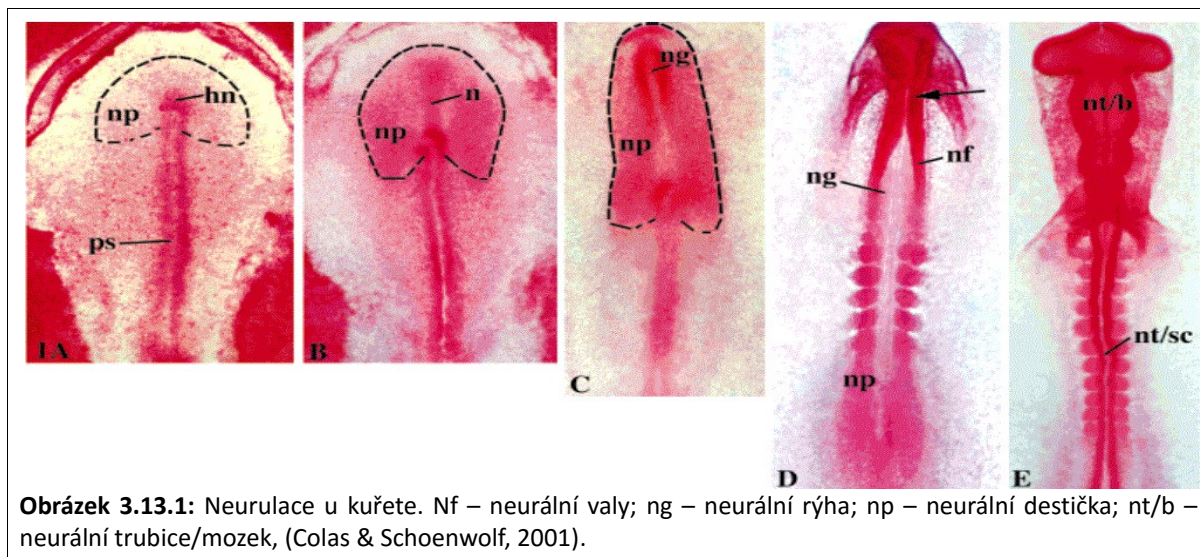 np
hn
ps
1A
n
np
B
ng
np
C
nf
ng
np
D
nt/b
nt/sc
E
Obrázek 3.13.1: Neurulace u kuřete. Nf – neurální valy; ng – neurální rýha; np – neurální destička; nt/b –
neurální trubice/mozek, (Colas & Schoenwolf, 2001).